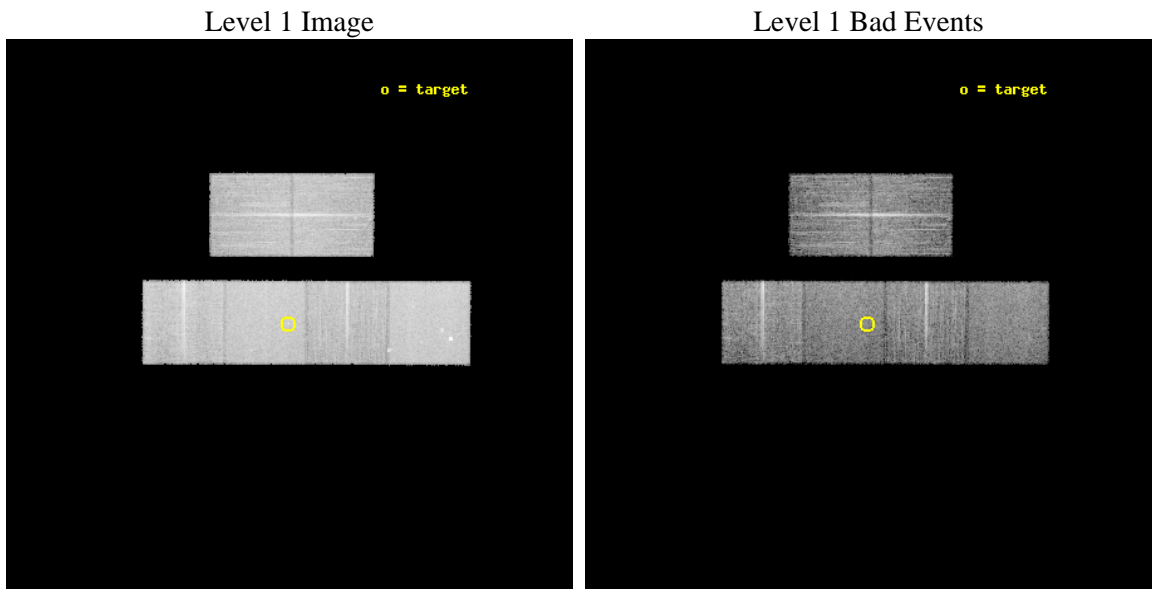 Level 1 Image
Level 1 Bad Events
o = target
o = target